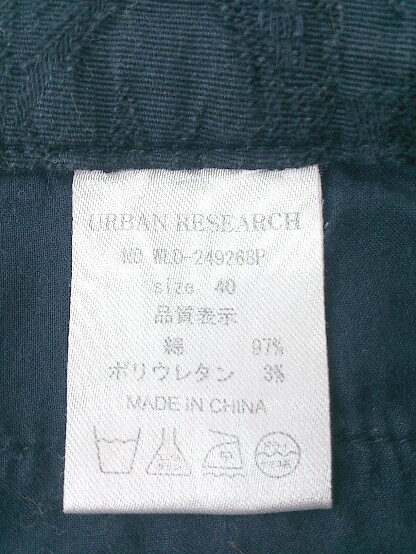 URBAN RESEARCH
NO WLD-249268P
size 40
品質表示
綿 97%
ポリウレタン 3%
MADE IN CHINA